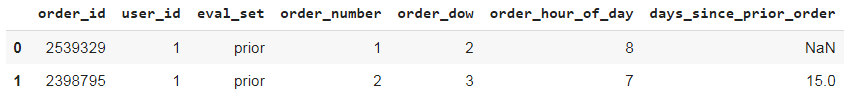 order_id user_id eval_set order_number order_dow order_hour_of_day days_since_prior_order
0 2539329 1 prior 1 2 8 NaN
1 2398795 1 prior 2 3 7 15.0